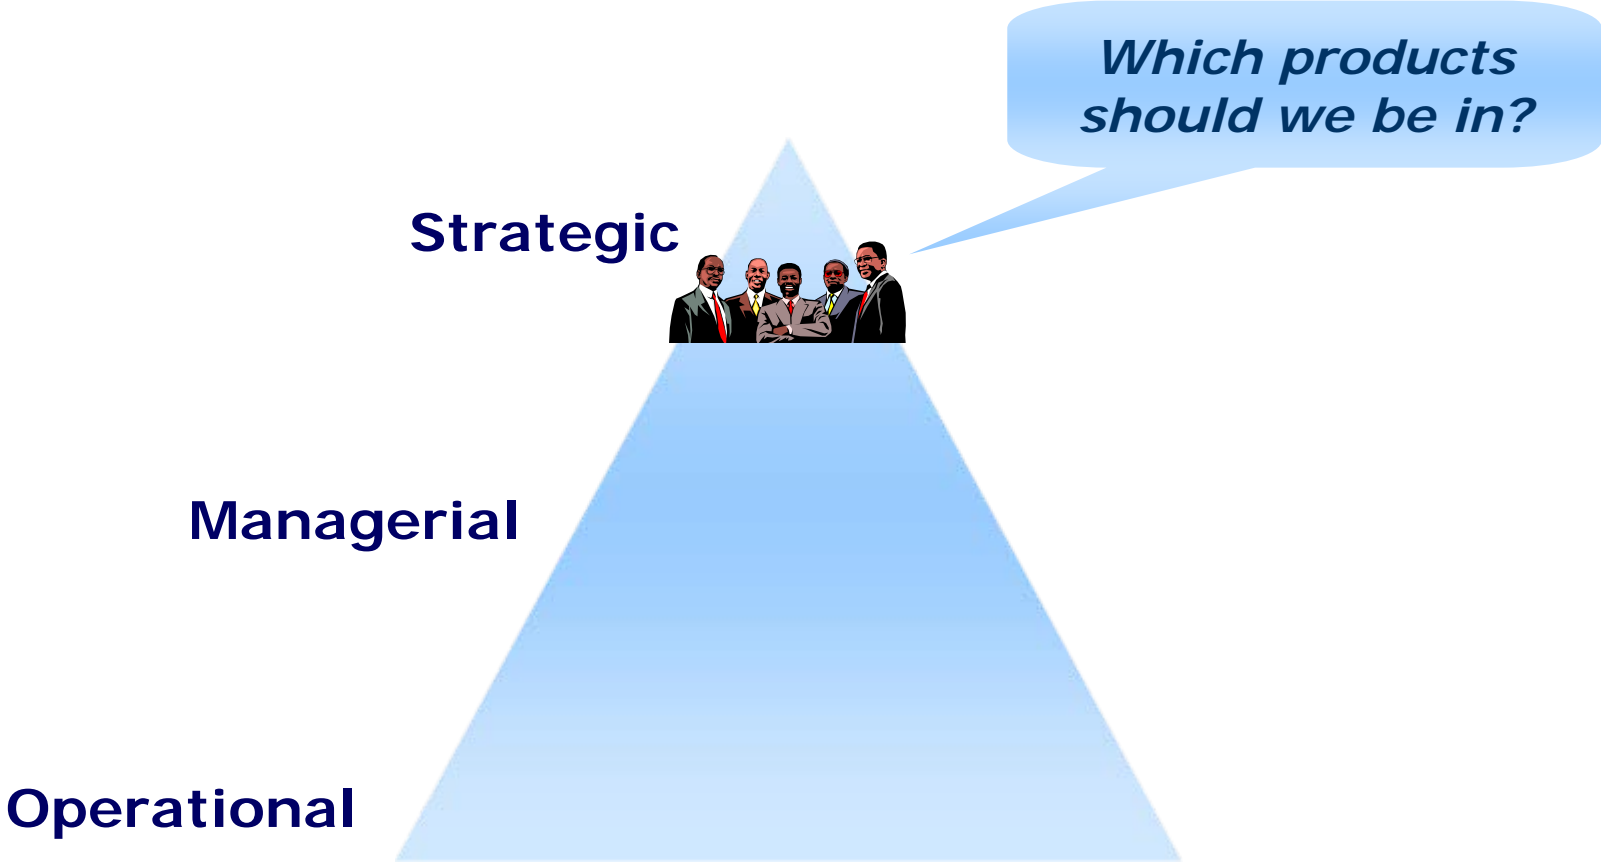 Which products
should we be in?
Strategic
Managerial
Operational